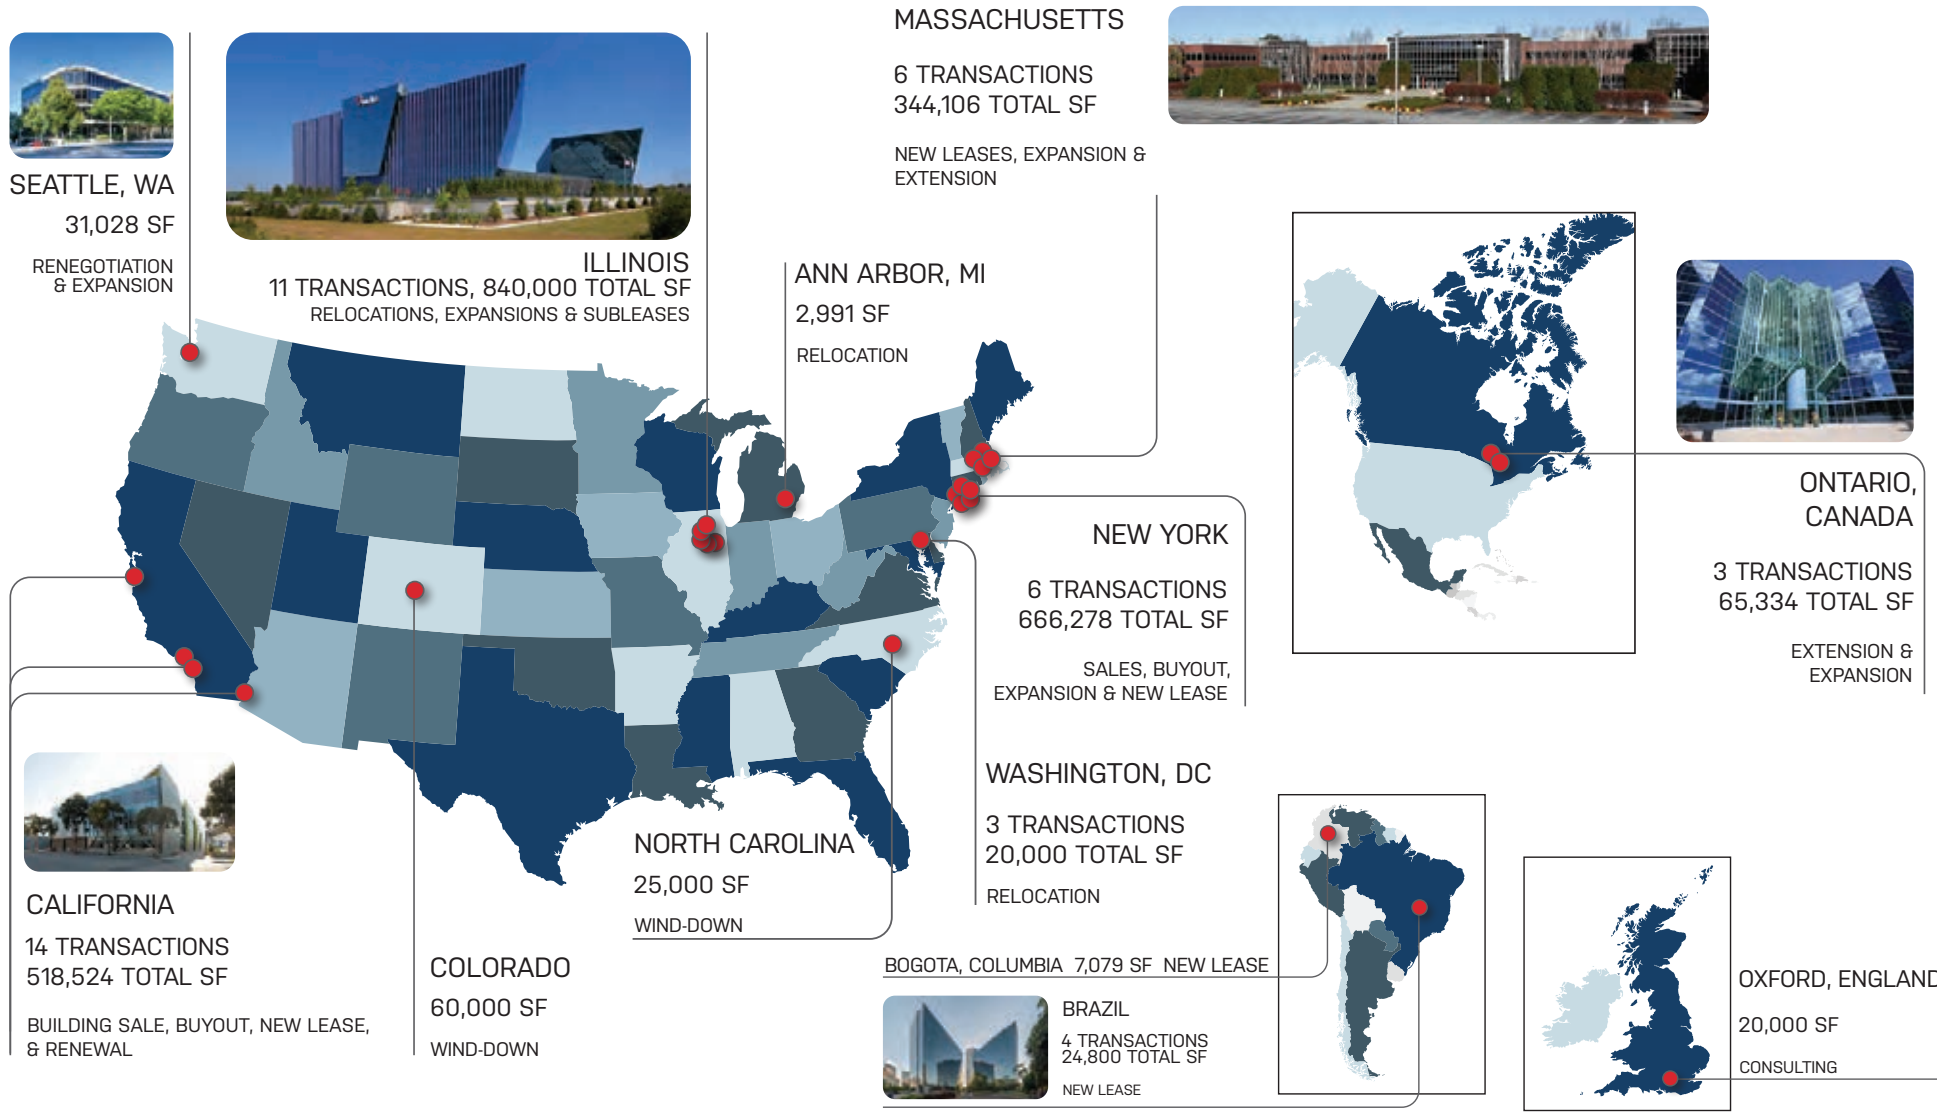 MASSACHUSETTS
6 TRANSACTIONS
344,106 TOTAL SF
NEW LEASES, EXPANSION &
EXTENSION
SEATTLE, WA
31,028 SF
RENEGOTIATION
& EXPANSION
ILLINOIS
11 TRANSACTIONS, 840,000 TOTAL SF
RELOCATIONS, EXPANSIONS & SUBLEASES
ANN ARBOR, MI
2,991 SF
RELOCATION
ONTARIO,
CANADA
3 TRANSACTIONS
65,334 TOTAL SF
EXTENSION &
EXPANSION
NEW YORK
6 TRANSACTIONS
666,278 TOTAL SF
SALES, BUYOUT,
EXPANSION & NEW LEASE
WASHINGTON, DC
3 TRANSACTIONS
20,000 TOTAL SF
RELOCATION
NORTH CAROLINA
25,000 SF
WIND-DOWN
CALIFORNIA
14 TRANSACTIONS
518,524 TOTAL SF
BUILDING SALE, BUYOUT, NEW LEASE,
& RENEWAL
COLORADO
60,000 SF
WIND-DOWN
BOGOTA, COLUMBIA 7,079 SF NEW LEASE
BRAZIL
4 TRANSACTIONS
24,800 TOTAL SF
NEW LEASE
OXFORD, ENGLAND
20,000 SF
CONSULTING